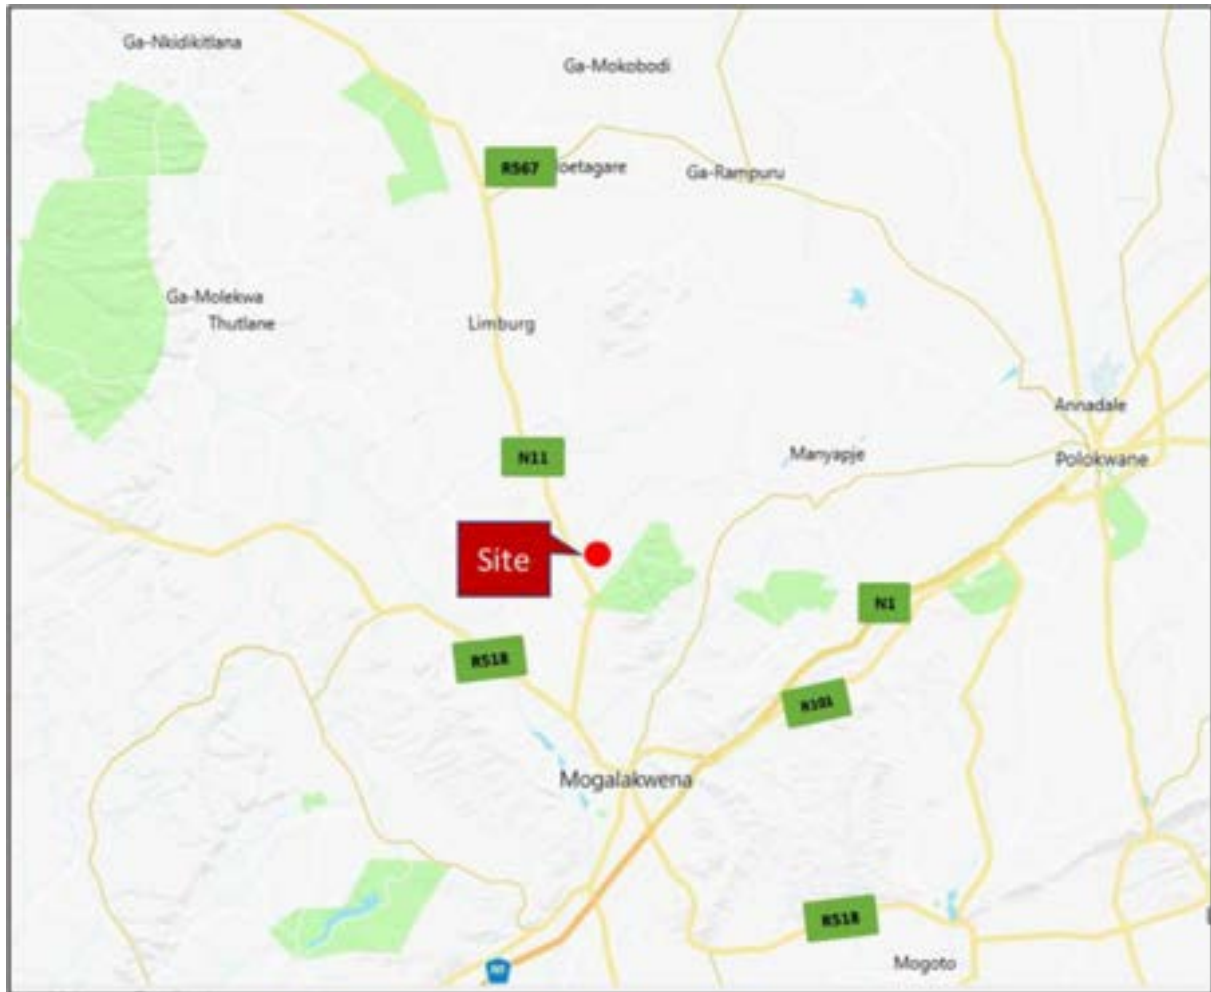 Ga-Nkidikitlana
Ga-Mokobodi
R567
oetagare
Ga-Rampuru
Ga-Molekwa
Thutlane
Limburg
Annadale
N11
Manyapje
Polokwane
Site
N1
R518
R101
Mogalakwena
R518
Mogoto